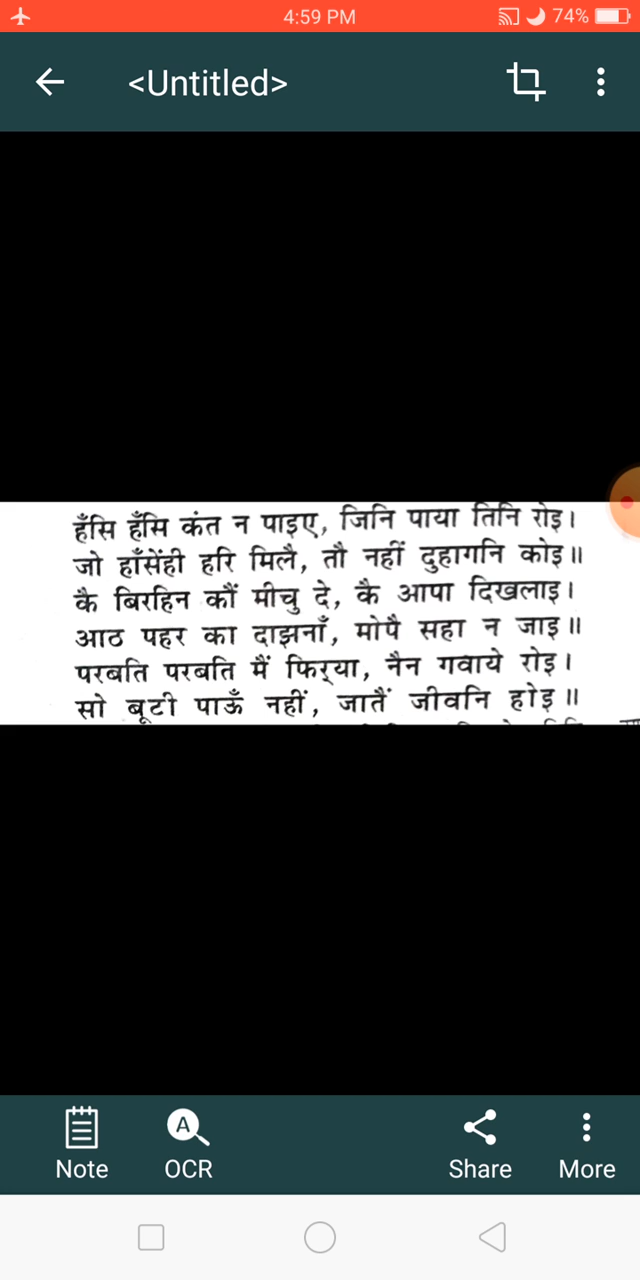 4:59 PM
74%
<Untitled>
हँसि हँसि कंत न पाइए, जिनि पाया तिनि रोइ।
जो हाँसेंही हरि मिलै, तौ नहीं दुहागनि कोइ॥
कै बिरहिन कौं मीचु दे, कै आपा दिखलाइ।
आठ पहर का दाझनाँ, मोपै सहा न जाइ॥
परबति परबति मैं फिर्‌या, नैन गवाये रोइ।
सो बूटी पाऊँ नहीं, जातैं जीवनि होइ॥
A
Note
OCR
Share
More